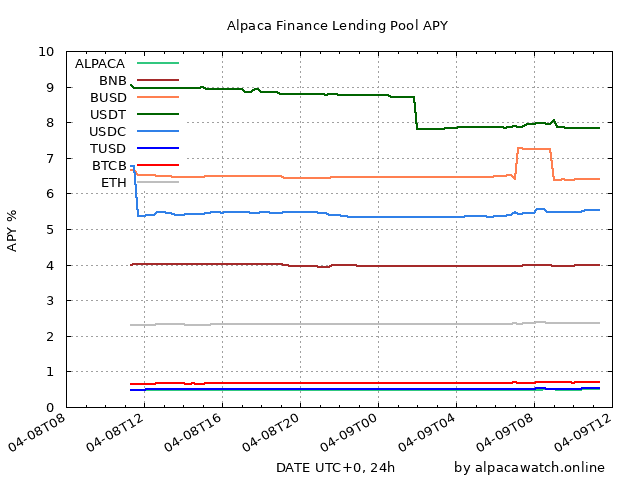 Alpaca Finance Lending Pool APY
10
9
8
7
6
5
4
3
2
1
0
APY %
ALPACA
BNB
BUSD
USDT
USDC
TUSD
BTCB
ETH
04-08T08
04-08T12
04-08T16
04-08T20
04-09T00
04-09T04
04-09T08
04-09T12
DATE UTC+0, 24h
by alpacawatch.online